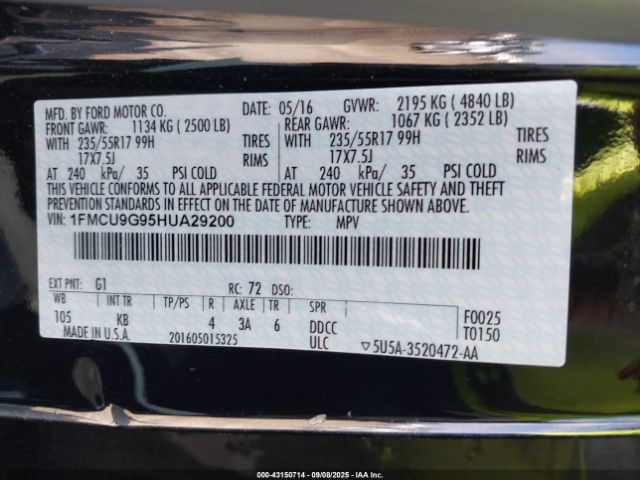 MFD. BY FORD MOTOR CO. DATE: 05/16 GVWR: 2195 KG ( 4840 LB)
FRONT GAWR: 1134 KG ( 2500 LB) REAR GAWR: 1067 KG ( 2352 LB)
WITH 235/55R17 99H TIRES WITH 235/55R17 99H TIRES
17X7.5J RIMS 17X7.5J RIMS
AT 240 kPa/ 35 PSI COLD AT 240 kPa/ 35 PSI COLD
THIS VEHICLE CONFORMS TO ALL APPLICABLE FEDERAL MOTOR VEHICLE SAFETY AND THEFT
PREVENTION STANDARDS IN EFFECT ON THE DATE OF MANUFACTURE SHOWN ABOVE.
VIN: 1FMCU9G95HUA29200 TYPE: MPV
EXT PNT: G1 RC: 72 DSO:
WB INT TR TP/PS R AXLE TR SPR F0025
105 KB 4 3A 6 DDCC T0150
MADE IN U.S.A. 201605015325 ULC ▽5U5A-3520472-AA
000-43150714 - 09/08/2025 - IAA Inc.